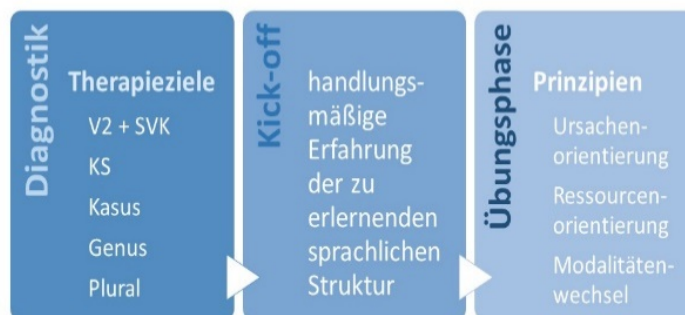 Diagnostik
Therapieziele
V2 + SVK
KS
Kasus
Genus
Plural
Kick-off
handlungs-
mäßige
Erfahrung
der zu
erlernenden
sprachlichen
Struktur
Übungsphase
Prinzipien
Ursachen-
orientierung
Ressourcen-
orientierung
Modalitäten-
wechsel